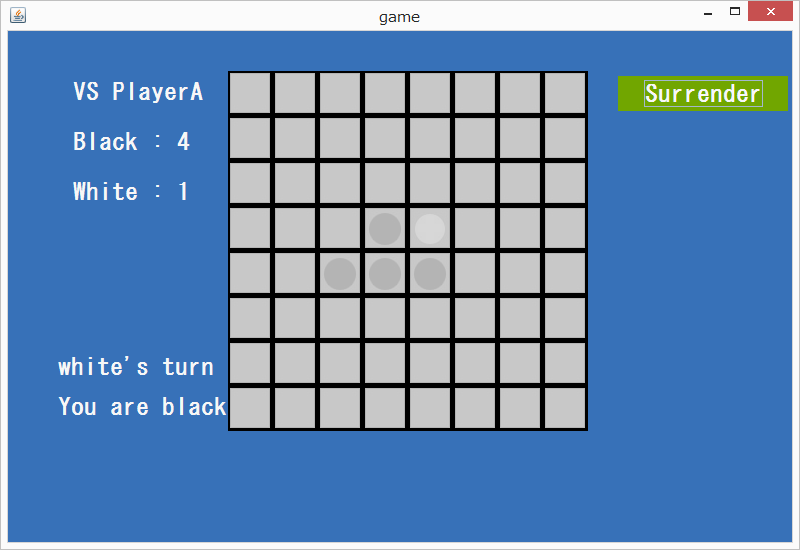 game
VS PlayerA
Surrender
Black : 4
White : 1
white's turn
You are black